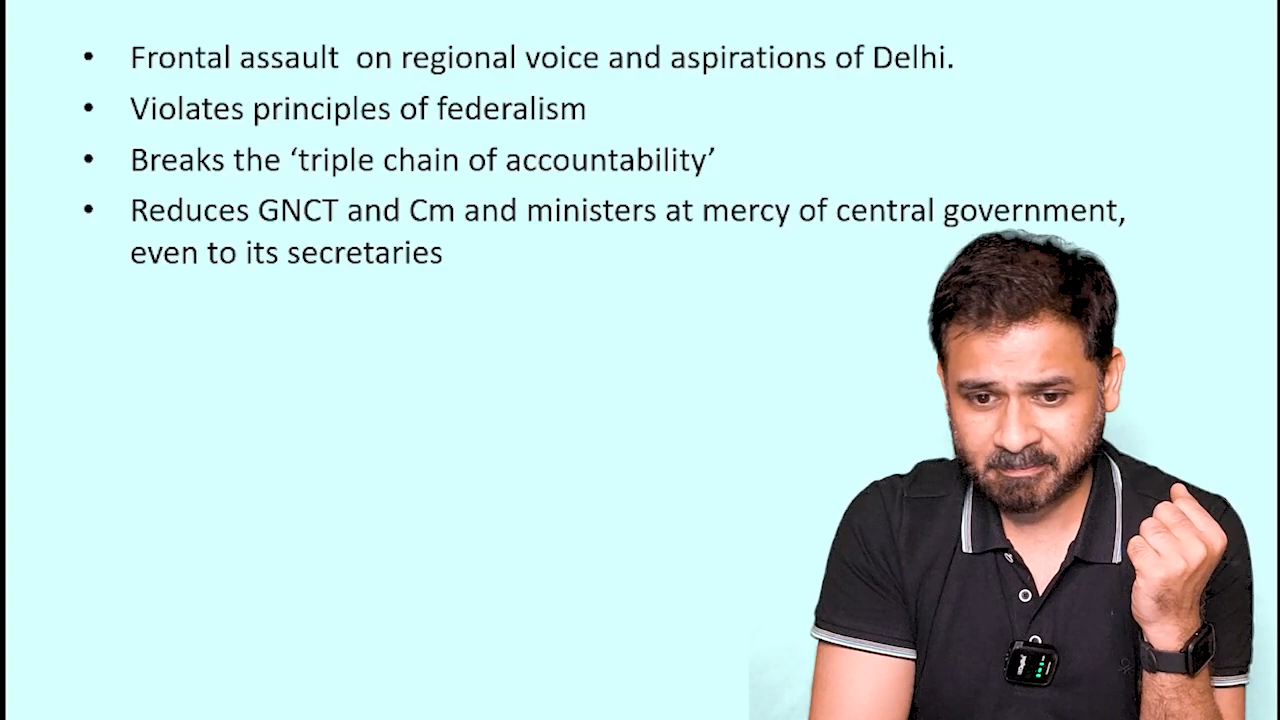 • Frontal assault on regional voice and aspirations of Delhi.
• Violates principles of federalism
• Breaks the ‘triple chain of accountability’
• Reduces GNCT and Cm and ministers at mercy of central government,
even to its secretaries